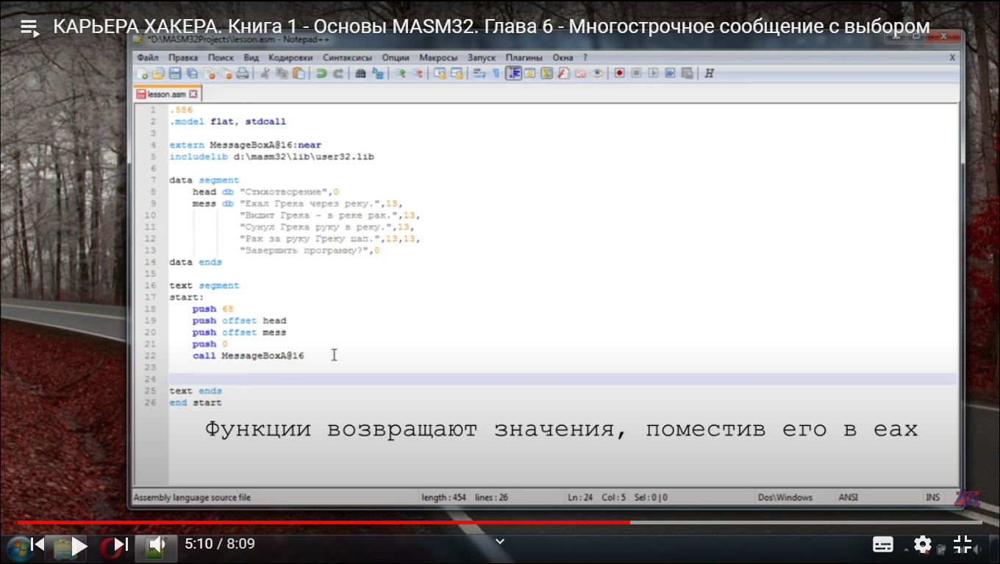 КАРЬЕРА ХАКЕРА. Книга 1 - Основы MASM32. Глава 6 - Многострочное сообщение с выбором
*D:\MASM32Projects\lesson.asm - Notepad++
Файл Правка Поиск Вид Кодировки Синтаксисы Опции Макросы Запуск Плагины Окна ? X
lesson.asm
1 .586
2 .model flat, stdcall
3
4 extern MessageBoxA@16:near
5 includelib d:\masm32\lib\user32.lib
6
7 data segment
8 head db "Стихотворение",0
9 mess db "Ехал Грека через реку.",13,
10 "Видит Грека - в реке рак.",13,
11 "Сунул Грека руку в реку.",13,
12 "Рак за руку Греку цап.",13,13,
13 "Завершить программу?",0
14 data ends
15
16 text segment
17 start:
18 push 68
19 push offset head
20 push offset mess
21 push 0
22 call MessageBoxA@16
23
24
25 text ends
26 end start
Функции возвращают значения, поместив его в eax
Assembly language source file length : 454 lines : 26 Ln : 24 Col : 5 Sel : 0 | 0 Dos\Windows ANSI INS
5:10 / 8:09